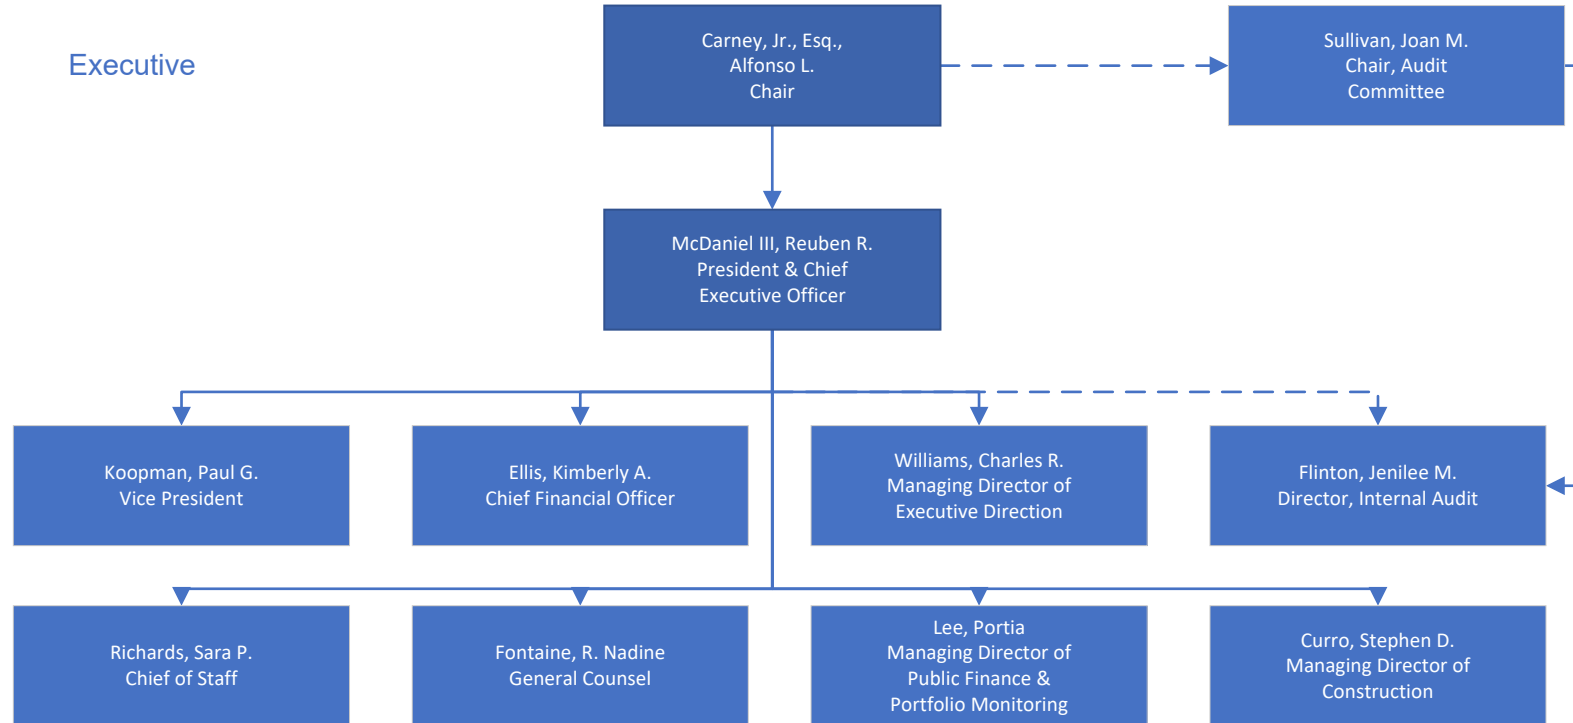 Executive
Carney, Jr., Esq.,
Alfonso L.
Chair
Sullivan, Joan M.
Chair, Audit
Committee
McDaniel III, Reuben R.
President & Chief
Executive Officer
Koopman, Paul G.
Vice President
Ellis, Kimberly A.
Chief Financial Officer
Williams, Charles R.
Managing Director of
Executive Direction
Flinton, Jenilee M.
Director, Internal Audit
Richards, Sara P.
Chief of Staff
Fontaine, R. Nadine
General Counsel
Lee, Portia
Managing Director of
Public Finance &
Portfolio Monitoring
Curro, Stephen D.
Managing Director of
Construction